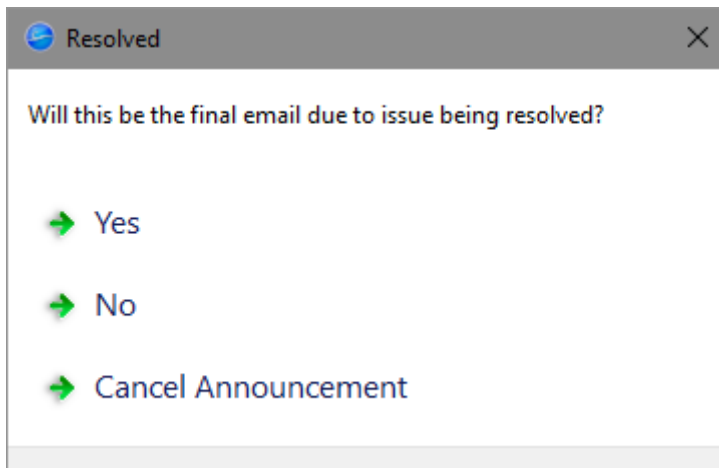 Resolved
Will this be the final email due to issue being resolved?
Yes
No
Cancel Announcement